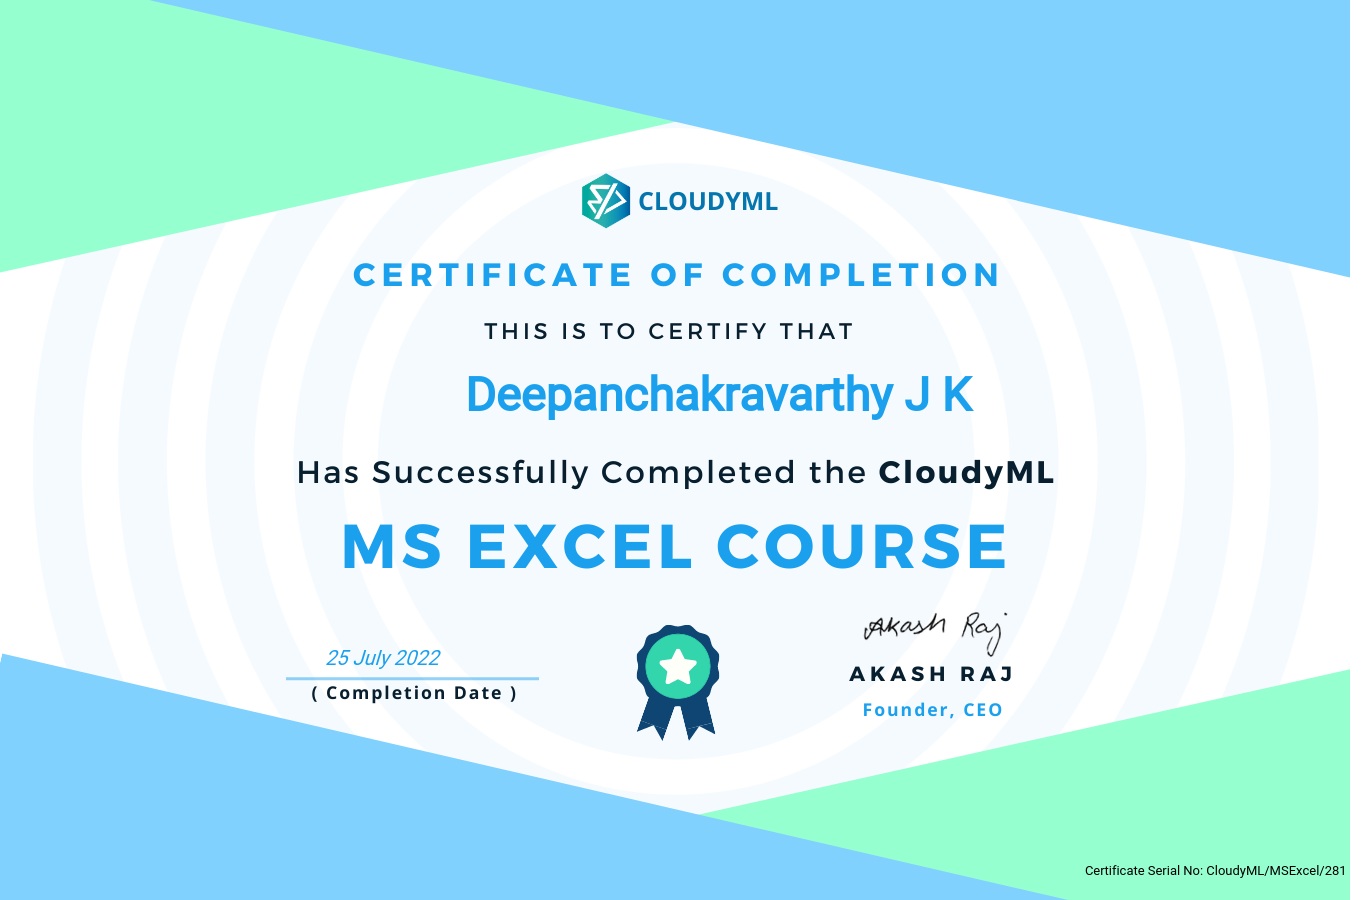 CLOUDYML
CERTIFICATE OF COMPLETION
THIS IS TO CERTIFY THAT
Deepanchakravarthy J K
Has Successfully Completed the CloudyML
MS EXCEL COURSE
25 July 2022
( Completion Date )
Akash Raj
AKASH RAJ
Founder, CEO
Certificate Serial No: CloudyML/MSExcel/281